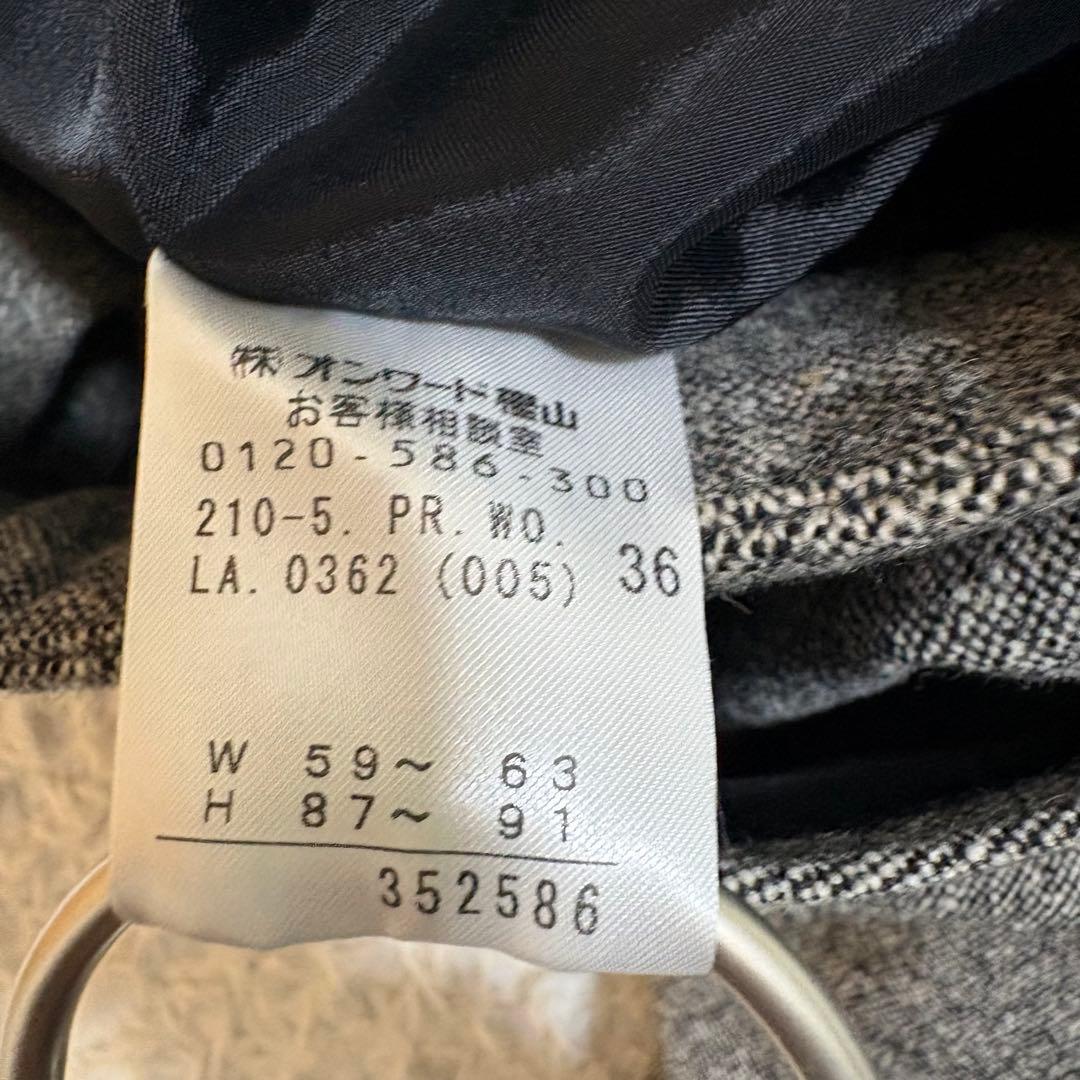 (株)オンワード樫山
お客様相談室
0120-586-300
210-5. PR. WO.
LA. 0362 (005) 36
W 59~ 63
H 87~ 91
352586